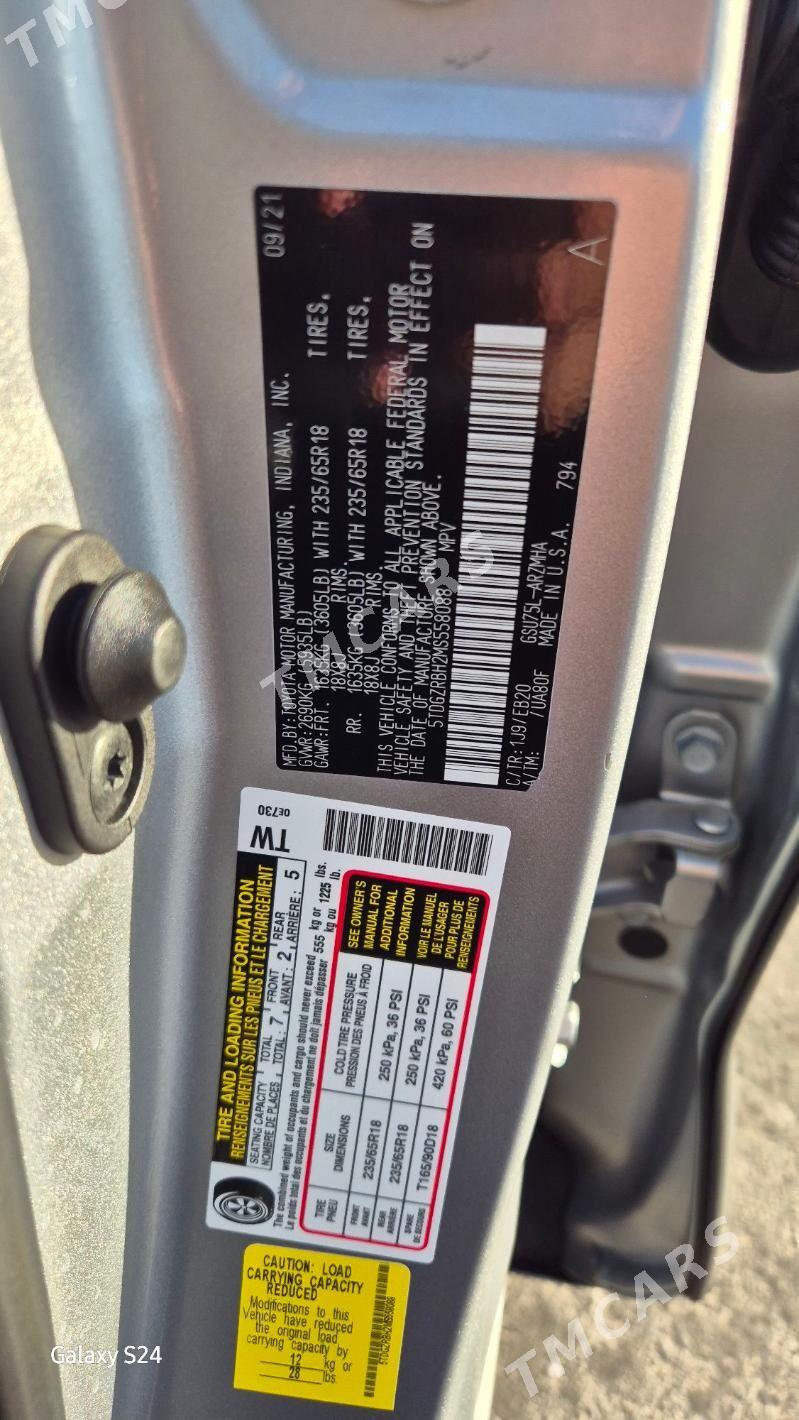 MFD.BY:TOYOTA MOTOR MANUFACTURING, INDIANA, INC. 09/21
GVWR:2690KG (5935LB)
GAWR:FRT. 1635KG (3605LB) WITH 235/65R18 TIRES,
18X8J RIMS.
RR. 1635KG (3605LB) WITH 235/65R18 TIRES,
18X8J RIMS.
THIS VEHICLE CONFORMS TO ALL APPLICABLE FEDERAL MOTOR
VEHICLE SAFETY AND THEFT PREVENTION STANDARDS IN EFFECT ON
THE DATE OF MANUFACTURE SHOWN ABOVE.
MPV
C/TR:1J9/EB20 GSU75L-ARZMHA 794 A
A/TM: /UA80F MADE IN U.S.A.
TIRE AND LOADING INFORMATION
RENSEIGNEMENTS SUR LES PNEUS ET LE CHARGEMENT
TW
0E730
SEATING CAPACITY TOTAL 7 FRONT 2 REAR 5
NOMBRE DE PLACES TOTAL: AVANT: ARRIÈRE:
The combined weight of occupants and cargo should never exceed 555 kg or 1225 lbs.
Le poids total des occupants et du chargement ne doit jamais dépasser kg ou lb.
TIRE SIZE COLD TIRE PRESSURE
PNEU DIMENSIONS PRESSION DES PNEUS À FROID
FRONT 235/65R18 250 kPa, 36 PSI
AVANT
REAR 235/65R18 250 kPa, 36 PSI
ARRIÈRE
SPARE T165/90D18 420 kPa, 60 PSI
DE SECOURS
SEE OWNER'S
MANUAL FOR
ADDITIONAL
INFORMATION
VOIR LE MANUEL
DE L'USAGER
POUR PLUS DE
RENSEIGNEMENTS
CAUTION: LOAD
CARRYING CAPACITY
REDUCED
Modifications to this
vehicle have reduced
the original load
carrying capacity by
12 kg or
28 lbs.
Galaxy S24
TMCARS
TMCARS
TMCARS